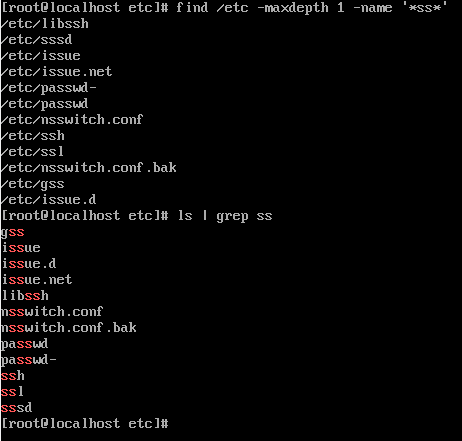 [root@localhost etc]# find /etc -maxdepth 1 -name '*ss*'
/etc/libssh
/etc/sssd
/etc/issue
/etc/issue.net
/etc/passwd-
/etc/passwd
/etc/nsswitch.conf
/etc/ssh
/etc/ssl
/etc/nsswitch.conf.bak
/etc/gss
/etc/issue.d
[root@localhost etc]# ls | grep ss
gss
issue
issue.d
issue.net
libssh
nsswitch.conf
nsswitch.conf.bak
passwd
passwd-
ssh
ssl
sssd
[root@localhost etc]#